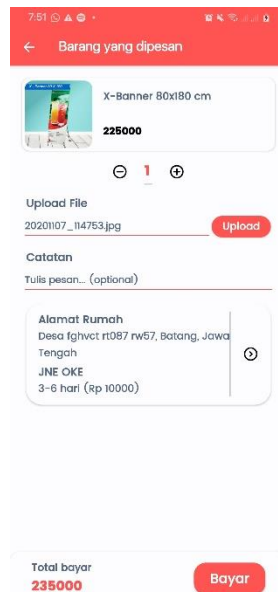 7:51
Barang yang dipesan
X-Banner 80x180 cm
225000
1
Upload File
20201107_114753.jpg
Upload
Catatan
Tulis pesan... (optional)
Alamat Rumah
Desa fghvct rt087 rw57, Batang, Jawa
Tengah
JNE OKE
3-6 hari (Rp 10000)
Total bayar
235000
Bayar